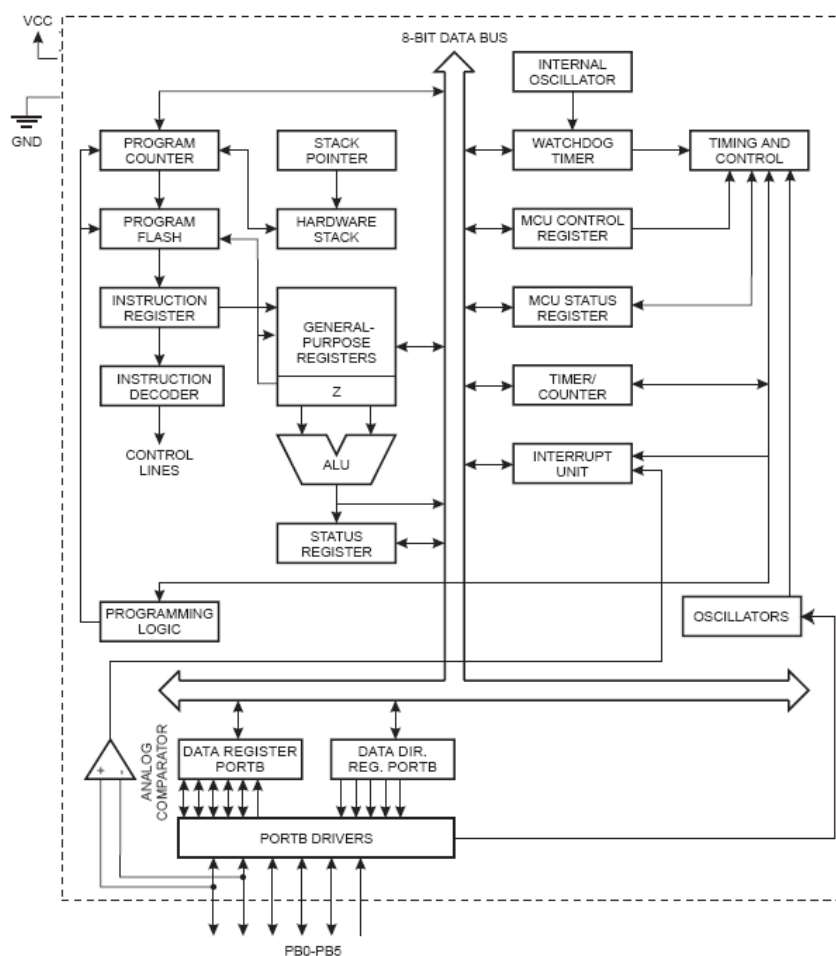 VCC
8-BIT DATA BUS
INTERNAL
OSCILLATOR
GND
PROGRAM
COUNTER
STACK
POINTER
WATCHDOG
TIMER
TIMING AND
CONTROL
PROGRAM
FLASH
HARDWARE
STACK
MCU CONTROL
REGISTER
INSTRUCTION
REGISTER
GENERAL-
PURPOSE
REGISTERS
MCU STATUS
REGISTER
INSTRUCTION
DECODER
Z
TIMER/
COUNTER
CONTROL
LINES
ALU
INTERRUPT
UNIT
STATUS
REGISTER
PROGRAMMING
LOGIC
OSCILLATORS
ANALOG
COMPARATOR
+
-
DATA REGISTER
PORTB
DATA DIR.
REG. PORTB
PORTB DRIVERS
PB0-PB5